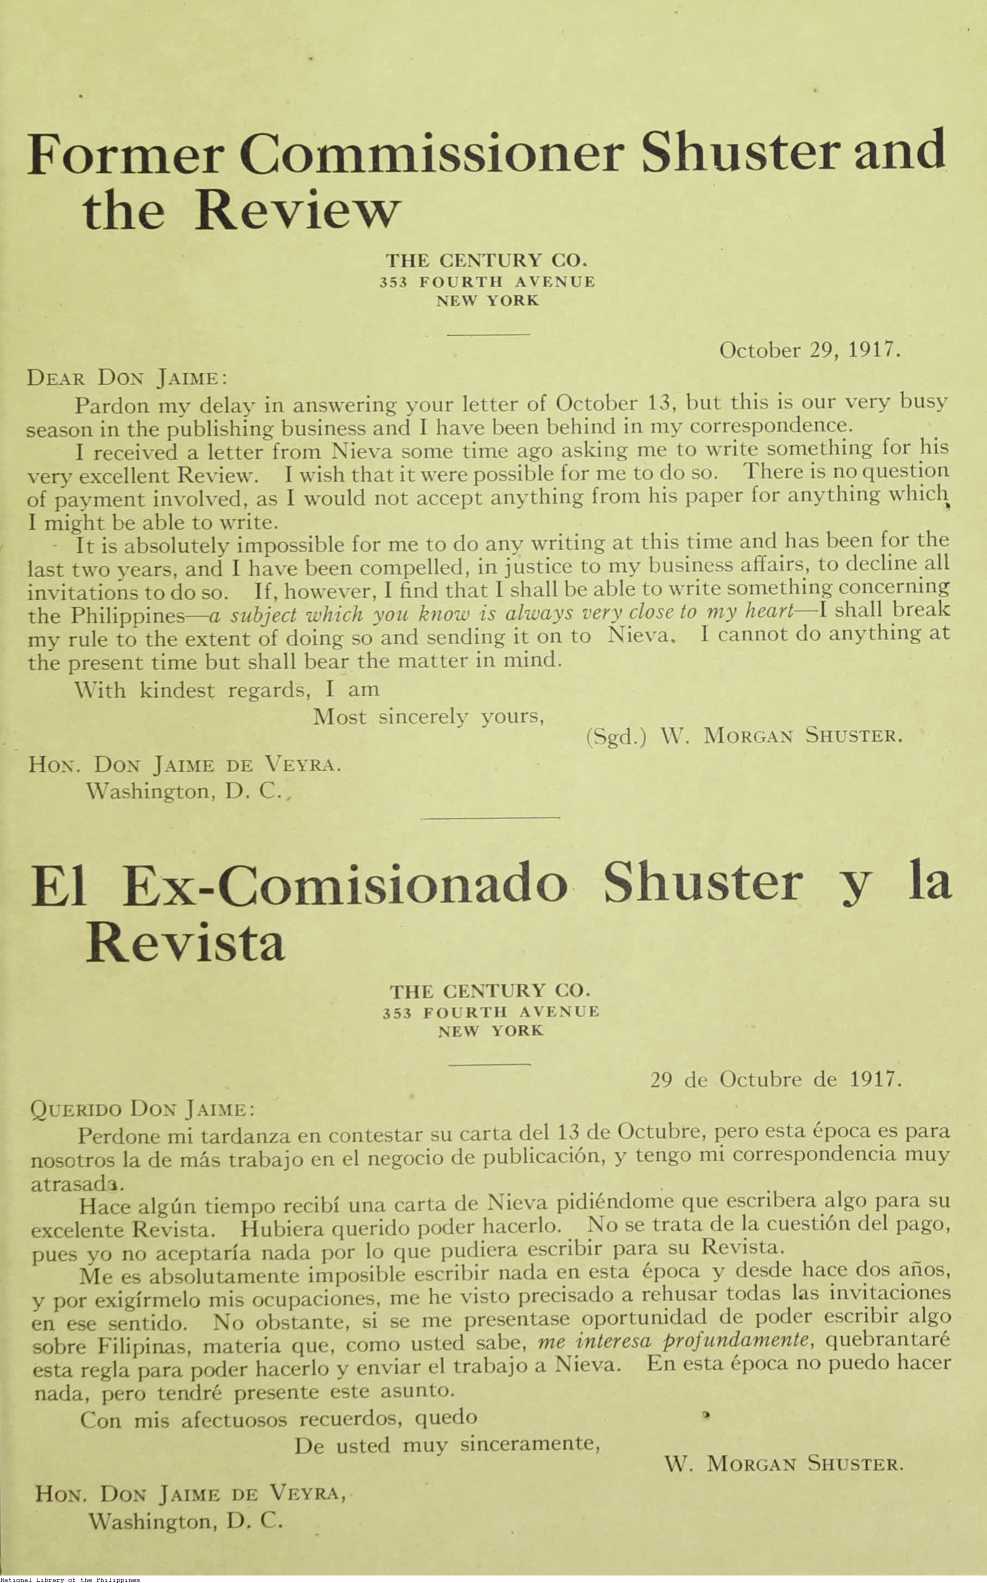 Former Commissioner Shuster and
the Review
THE CENTURY CO.
353 FOURTH AVENUE
NEW YORK
October 29, 1917.
DEAR DON JAIME:
Pardon my delay in answering your letter of October 13, but this is our very busy
season in the publishing business and I have been behind in my correspondence.
I received a letter from Nieva some time ago asking me to write something for his
very excellent Review. I wish that it were possible for me to do so. There is no question
of payment involved, as I would not accept anything from his paper for anything which
I might be able to write.
It is absolutely impossible for me to do any writing at this time and has been for the
last two years, and I have been compelled, in justice to my business affairs, to decline all
invitations to do so. If, however, I find that I shall be able to write something concerning
the Philippines—a subject which you know is always very close to my heart—I shall break
my rule to the extent of doing so and sending it on to Nieva. I cannot do anything at
the present time but shall bear the matter in mind.
With kindest regards, I am
Most sincerely yours,
(Sgd.) W. MORGAN SHUSTER.
HON. DON JAIME DE VEYRA.
Washington, D. C.
El Ex-Comisionado Shuster y la
Revista
THE CENTURY CO.
353 FOURTH AVENUE
NEW YORK
29 de Octubre de 1917.
QUERIDO DON JAIME:
Perdone mi tardanza en contestar su carta del 13 de Octubre, pero esta época es para
nosotros la de más trabajo en el negocio de publicación, y tengo mi correspondencia muy
atrasada.
Hace algún tiempo recibí una carta de Nieva pidiéndome que escribera algo para su
excelente Revista. Hubiera querido poder hacerlo. No se trata de la cuestión del pago,
pues yo no aceptaría nada por lo que pudiera escribir para su Revista.
Me es absolutamente imposible escribir nada en esta época y desde hace dos años,
y por exigírmelo mis ocupaciones, me he visto precisado a rehusar todas las invitaciones
en ese sentido. No obstante, si se me presentase oportunidad de poder escribir algo
sobre Filipinas, materia que, como usted sabe, me interesa profundamente, quebrantaré
esta regla para poder hacerlo y enviar el trabajo a Nieva. En esta época no puedo hacer
nada, pero tendré presente este asunto.
Con mis afectuosos recuerdos, quedo
De usted muy sinceramente,
W. MORGAN SHUSTER.
HON. DON JAIME DE VEYRA,
Washington, D. C.
National Library of the Philippines